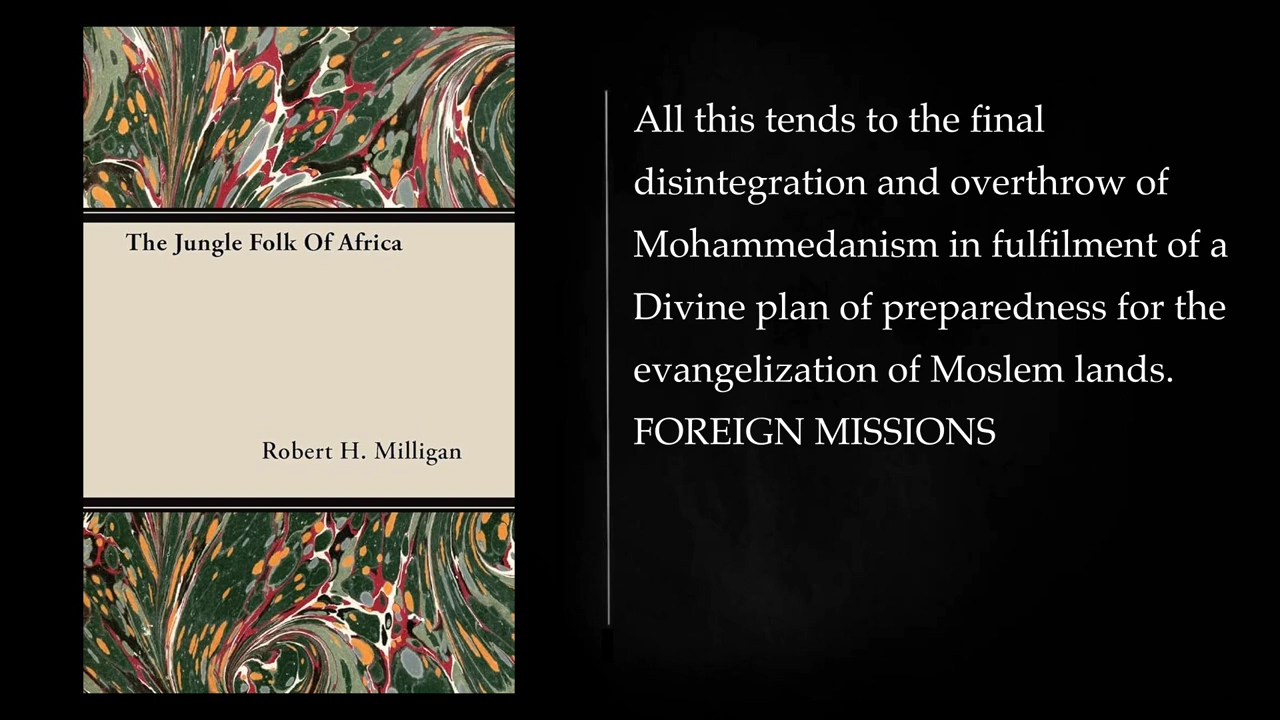 The Jungle Folk Of Africa
Robert H. Milligan
All this tends to the final
disintegration and overthrow of
Mohammedanism in fulfilment of a
Divine plan of preparedness for the
evangelization of Moslem lands.
FOREIGN MISSIONS